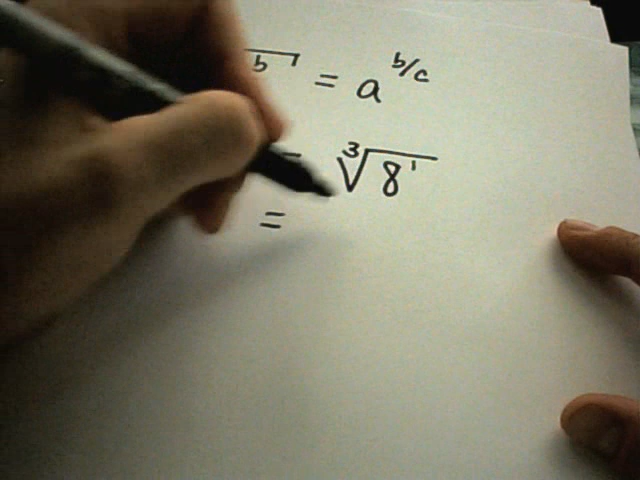 b = a^b/c
∛8¹
=